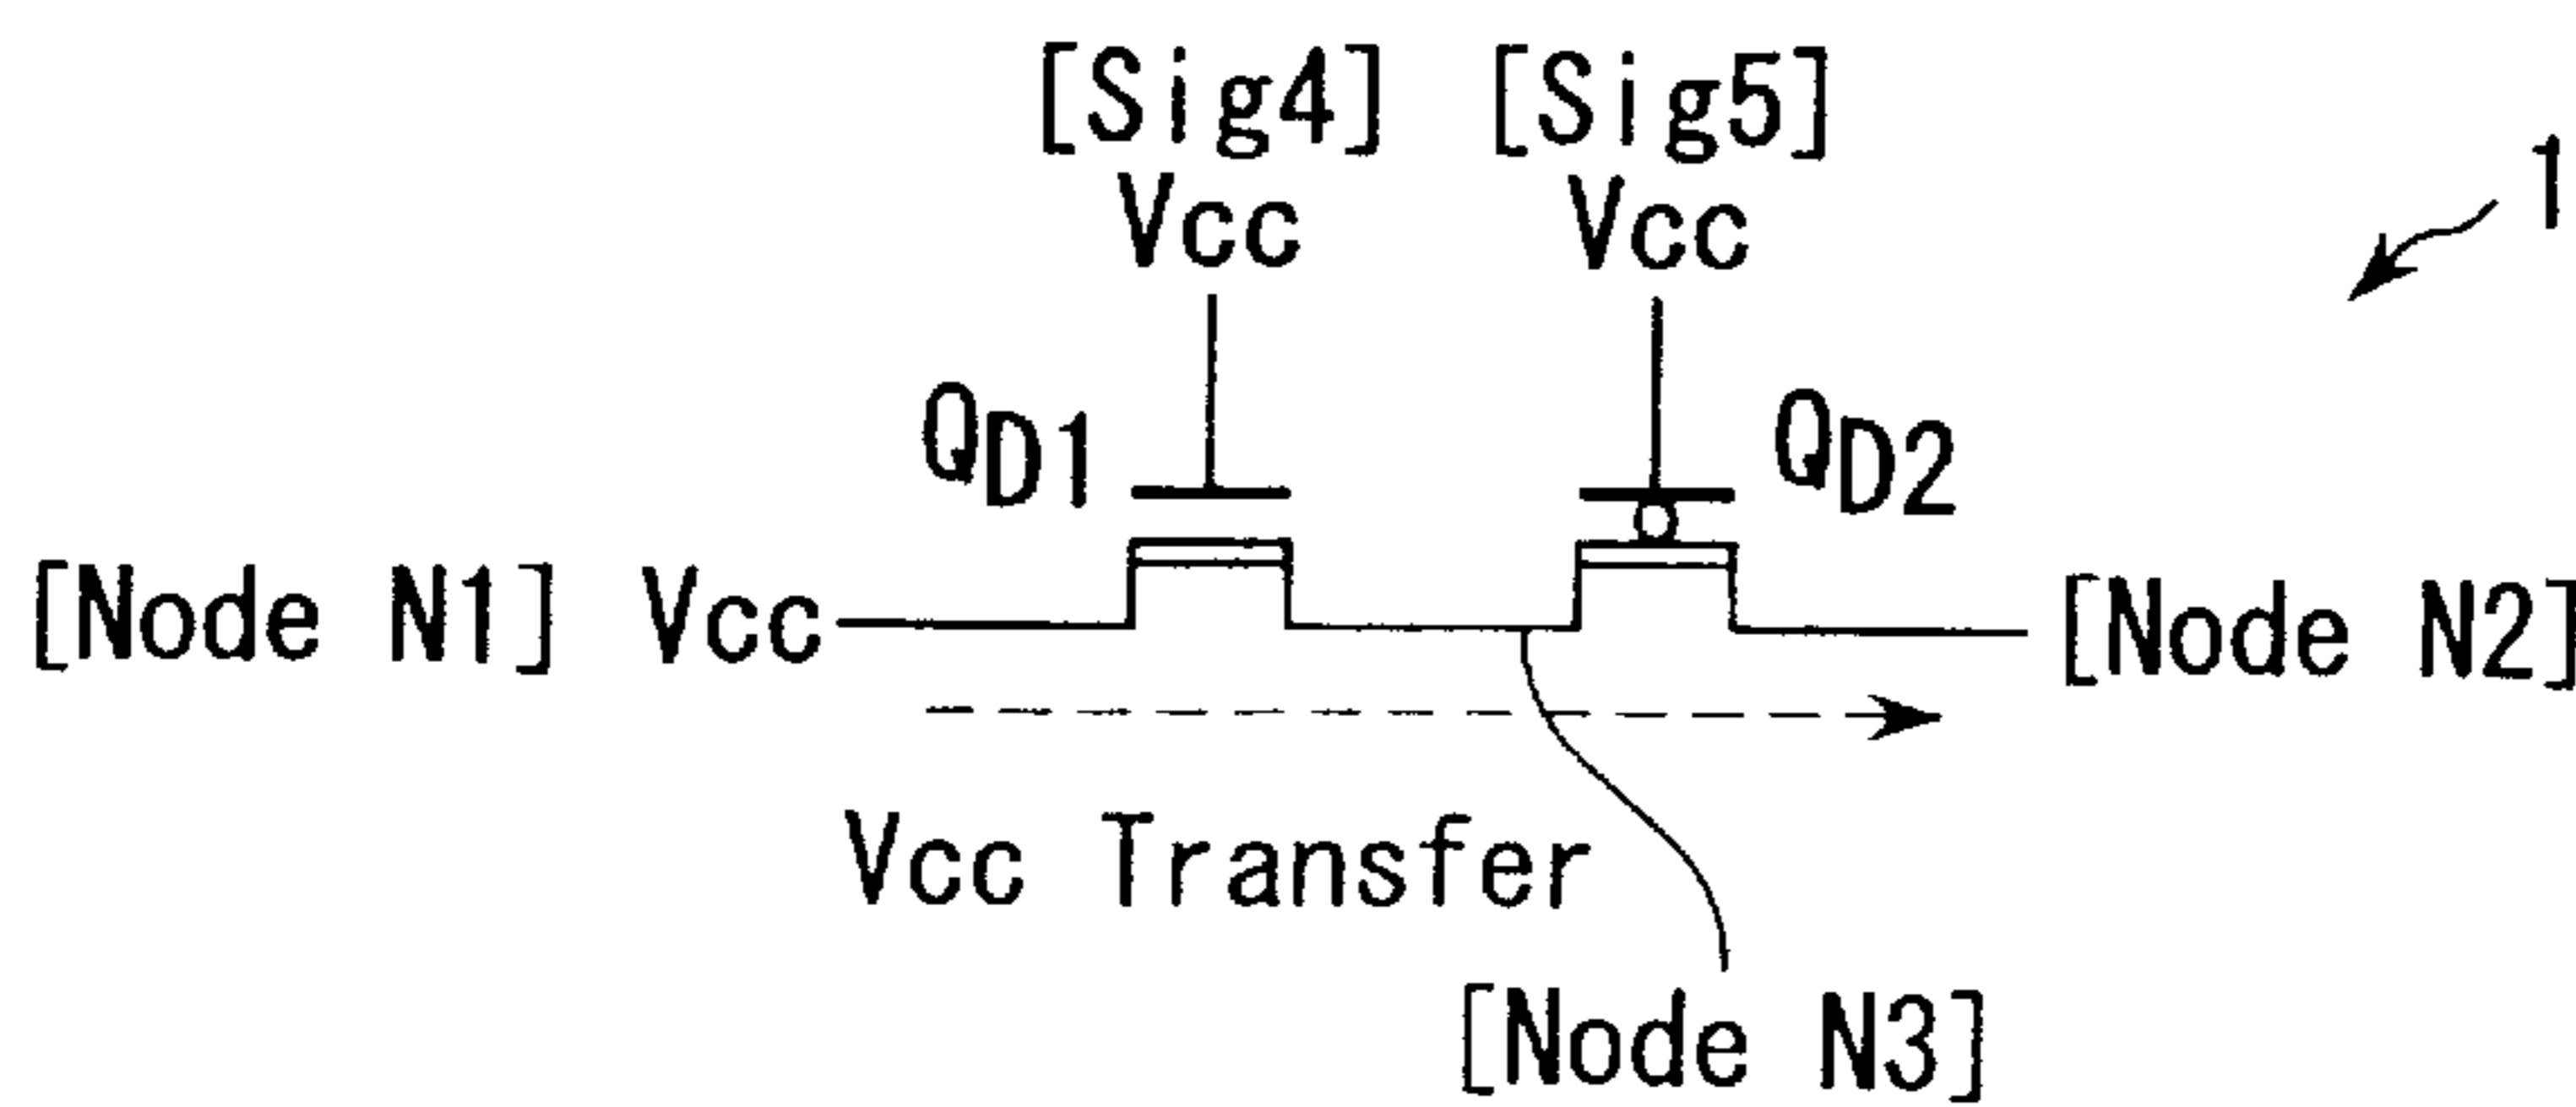 [Sig4] [Sig5]
Vcc Vcc
1
QD1 QD2
[Node N1] Vcc [Node N2]
Vcc Transfer
[Node N3]